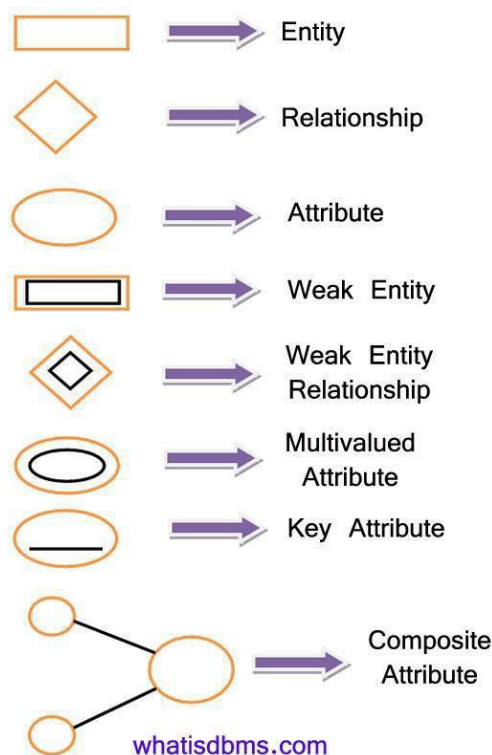 Entity
Relationship
Attribute
Weak Entity
Weak Entity
Relationship
Multivalued
Attribute
Key Attribute
Composite
Attribute
whatisdbms.com